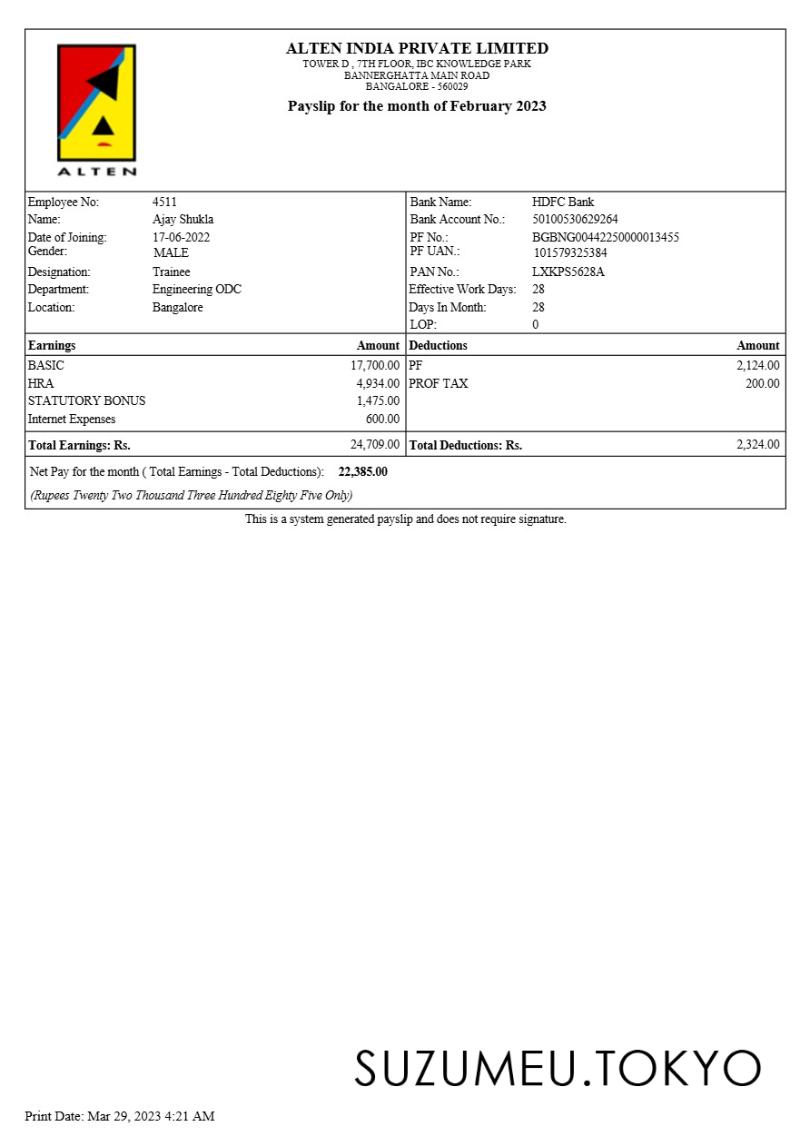 ALTEN
ALTEN INDIA PRIVATE LIMITED
TOWER D , 7TH FLOOR, IBC KNOWLEDGE PARK
BANNERGHATTA MAIN ROAD
BANGALORE - 560029
Payslip for the month of February 2023
Employee No: 4511
Name: Ajay Shukla
Date of Joining: 17-06-2022
Gender: MALE
Designation: Trainee
Department: Engineering ODC
Location: Bangalore
Bank Name: HDFC Bank
Bank Account No.: 50100530629264
PF No.: BGBNG00442250000013455
PF UAN.: 101579325384
PAN No.: LXKPS5628A
Effective Work Days: 28
Days In Month: 28
LOP: 0
Earnings Amount Deductions Amount
BASIC 17,700.00 PF 2,124.00
HRA 4,934.00 PROF TAX 200.00
STATUTORY BONUS 1,475.00
Internet Expenses 600.00
Total Earnings: Rs. 24,709.00 Total Deductions: Rs. 2,324.00
Net Pay for the month ( Total Earnings - Total Deductions): 22,385.00
(Rupees Twenty Two Thousand Three Hundred Eighty Five Only)
This is a system generated payslip and does not require signature.
SUZUMEU.TOKYO
Print Date: Mar 29, 2023 4:21 AM